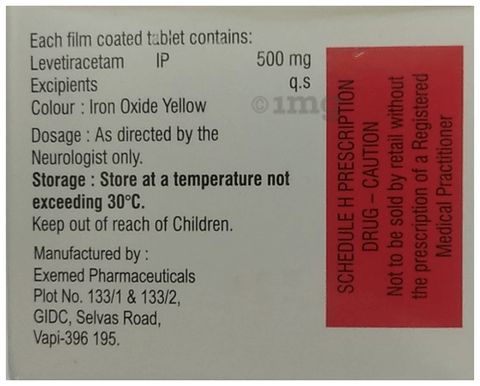 Each film coated tablet contains:
Levetiracetam IP 500 mg
Excipients q.s
Colour : Iron Oxide Yellow
Dosage : As directed by the
Neurologist only.
Storage : Store at a temperature not
exceeding 30°C.
Keep out of reach of Children.
Manufactured by :
Exemed Pharmaceuticals
Plot No. 133/1 & 133/2,
GIDC, Selvas Road,
Vapi-396 195.
SCHEDULE H PRESCRIPTION
DRUG – CAUTION
Not to be sold by retail without
the prescription of a Registered
Medical Practitioner
©1mg